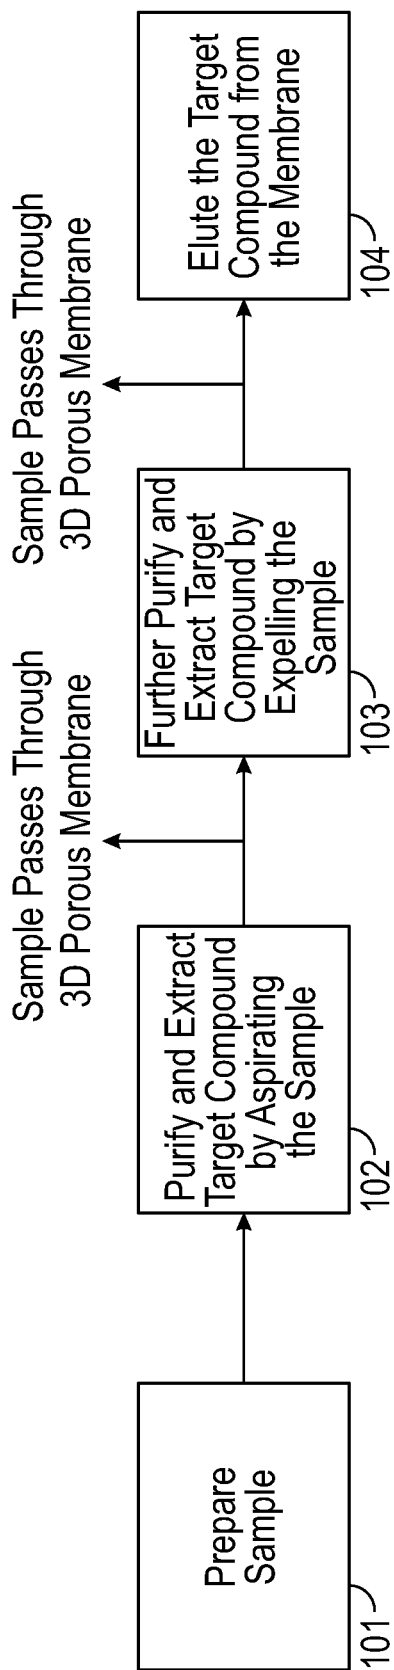 Prepare
Sample
101
Purify and Extract
Target Compound
by Aspirating
the Sample
102
Sample Passes Through
3D Porous Membrane
Further Purify and
Extract Target
Compound by
Expelling the
Sample
103
Sample Passes Through
3D Porous Membrane
Elute the Target
Compound from
the Membrane
104